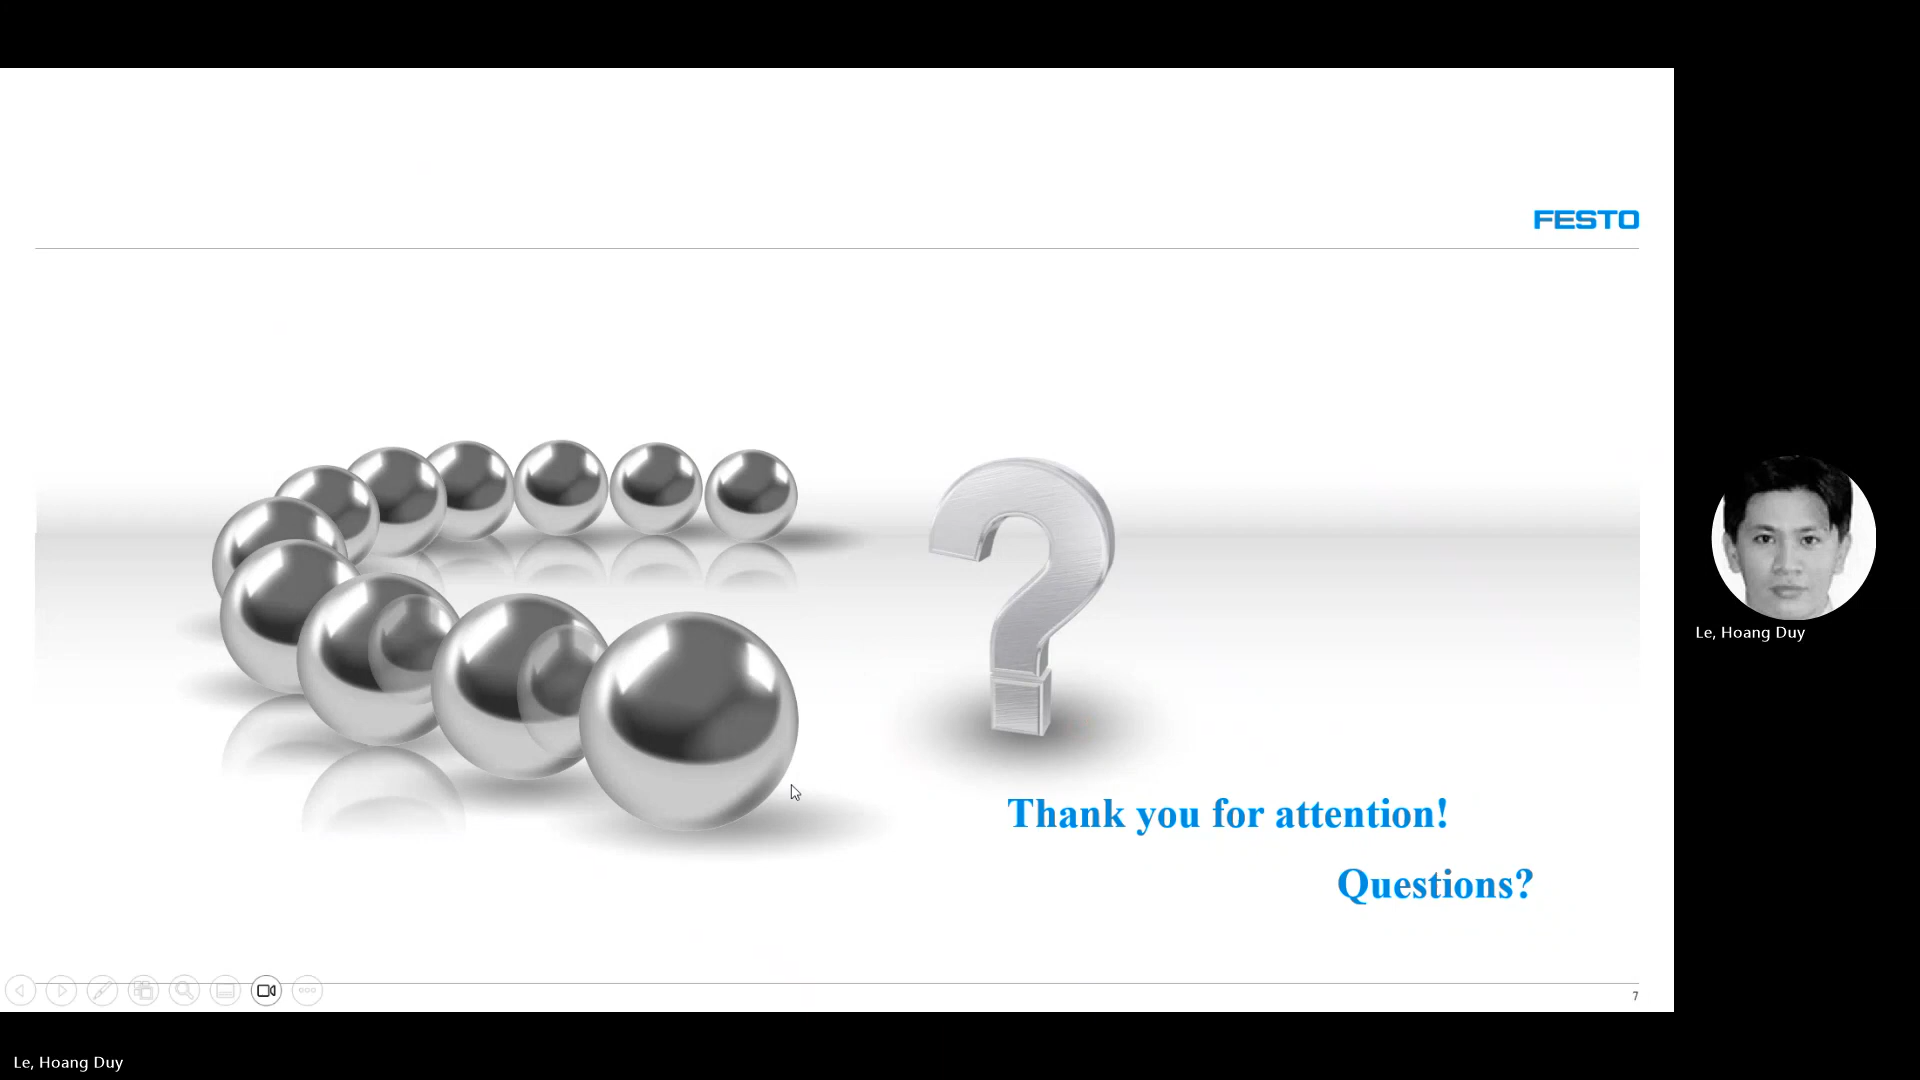 FESTO
Thank you for attention!
Questions?
7
Le, Hoang Duy
Le, Hoang Duy